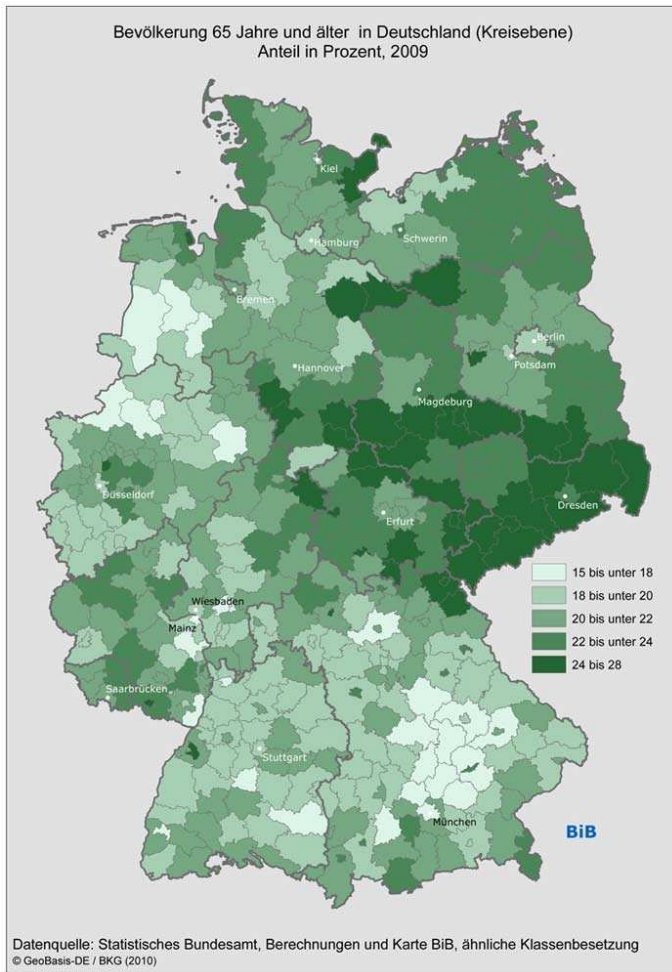 Bevölkerung 65 Jahre und älter in Deutschland (Kreisebene)
Anteil in Prozent, 2009
Kiel
Schwerin
Hamburg
Bremen
Berlin
Potsdam
Hannover
Magdeburg
Düsseldorf
Dresden
Erfurt
15 bis unter 18
18 bis unter 20
20 bis unter 22
22 bis unter 24
24 bis 28
Wiesbaden
Mainz
Saarbrücken
Stuttgart
München
BiB
Datenquelle: Statistisches Bundesamt, Berechnungen und Karte BiB, ähnliche Klassenbesetzung
© GeoBasis-DE / BKG (2010)